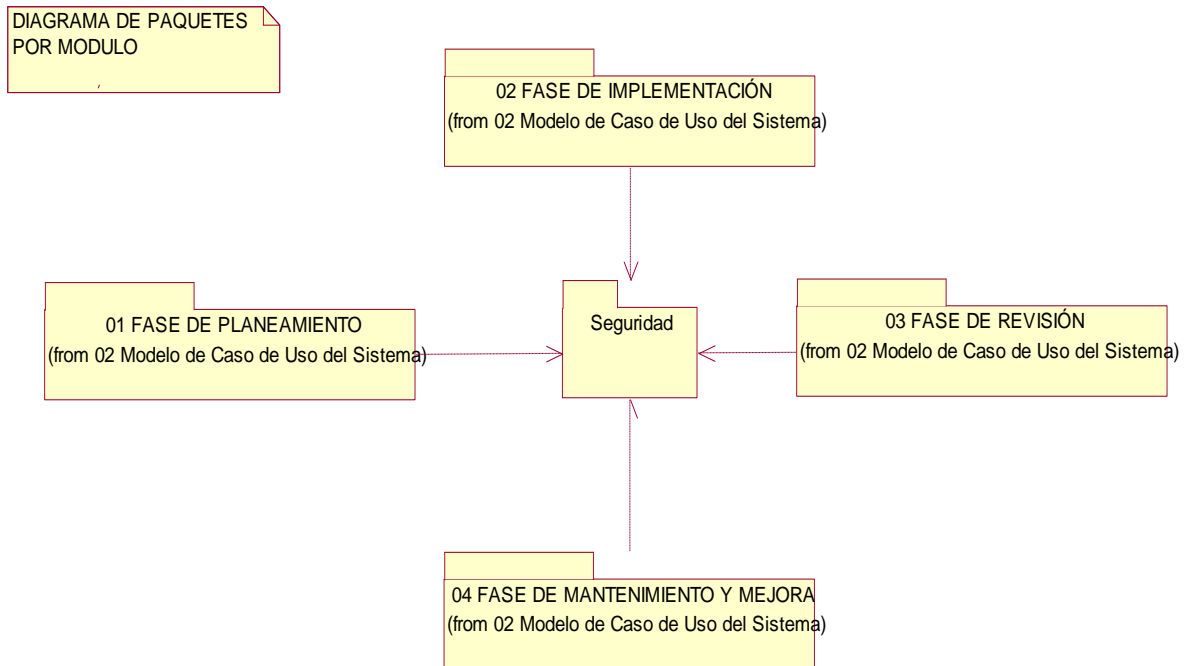 DIAGRAMA DE PAQUETES
POR MODULO
02 FASE DE IMPLEMENTACIÓN
(from 02 Modelo de Caso de Uso del Sistema)
01 FASE DE PLANEAMIENTO
(from 02 Modelo de Caso de Uso del Sistema)
Seguridad
03 FASE DE REVISIÓN
(from 02 Modelo de Caso de Uso del Sistema)
04 FASE DE MANTENIMIENTO Y MEJORA
(from 02 Modelo de Caso de Uso del Sistema)